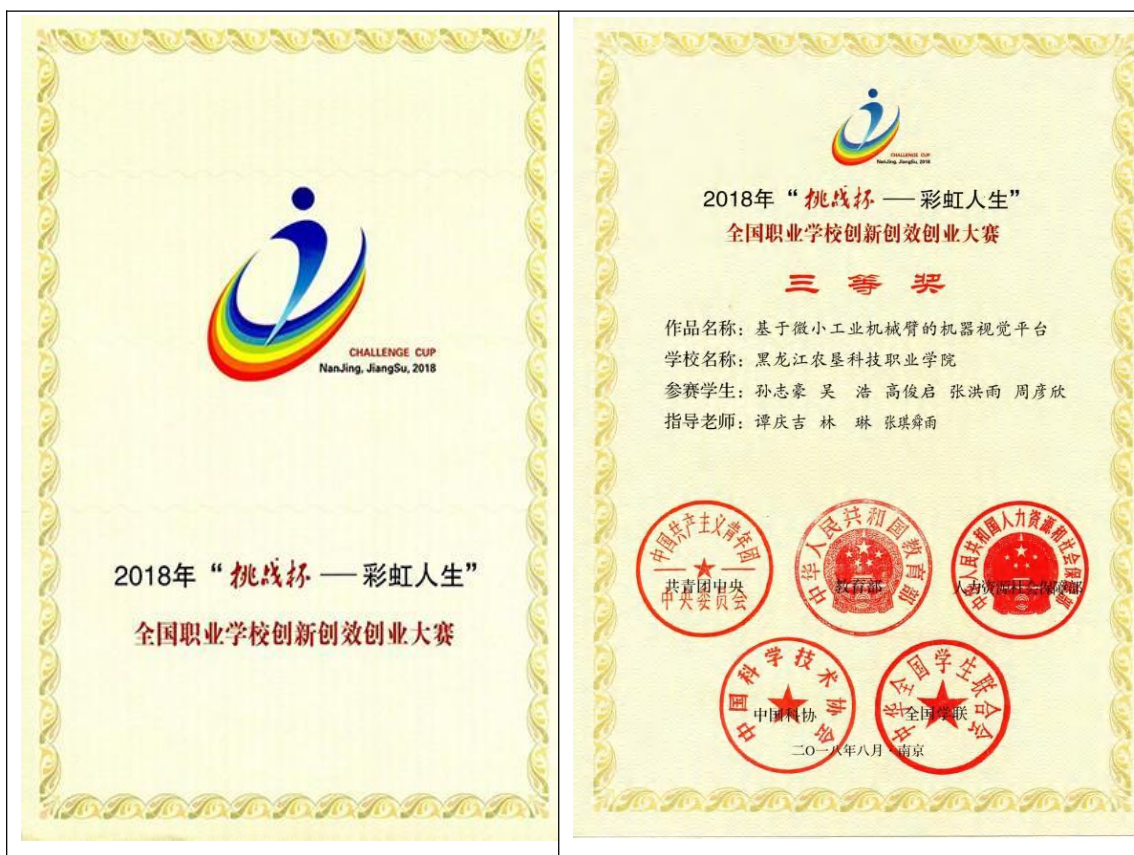 CHALLENGE CUP
NanJing, JiangSu, 2018
2018年“挑战杯——彩虹人生”
全国职业学校创新创效创业大赛
CHALLENGE CUP
NanJing, JiangSu, 2018
2018年“挑战杯——彩虹人生”
全国职业学校创新创效创业大赛
三等奖
作品名称：基于微小工业机械臂的机器视觉平台
学校名称：黑龙江农垦科技职业学院
参赛学生：孙志豪 吴 浩 高俊启 张洪雨 周彦欣
指导老师：谭庆吉 林 琳 张琪舜雨
中国共产主义青年团
共青团中央
中央委员会
中华人民共和国教育部
教育部
中华人民共和国人力资源和社会保障部
人力资源社会保障部
中国科学技术协会
中国科协
中华全国学生联合会
全国学联
二〇一八年八月·南京